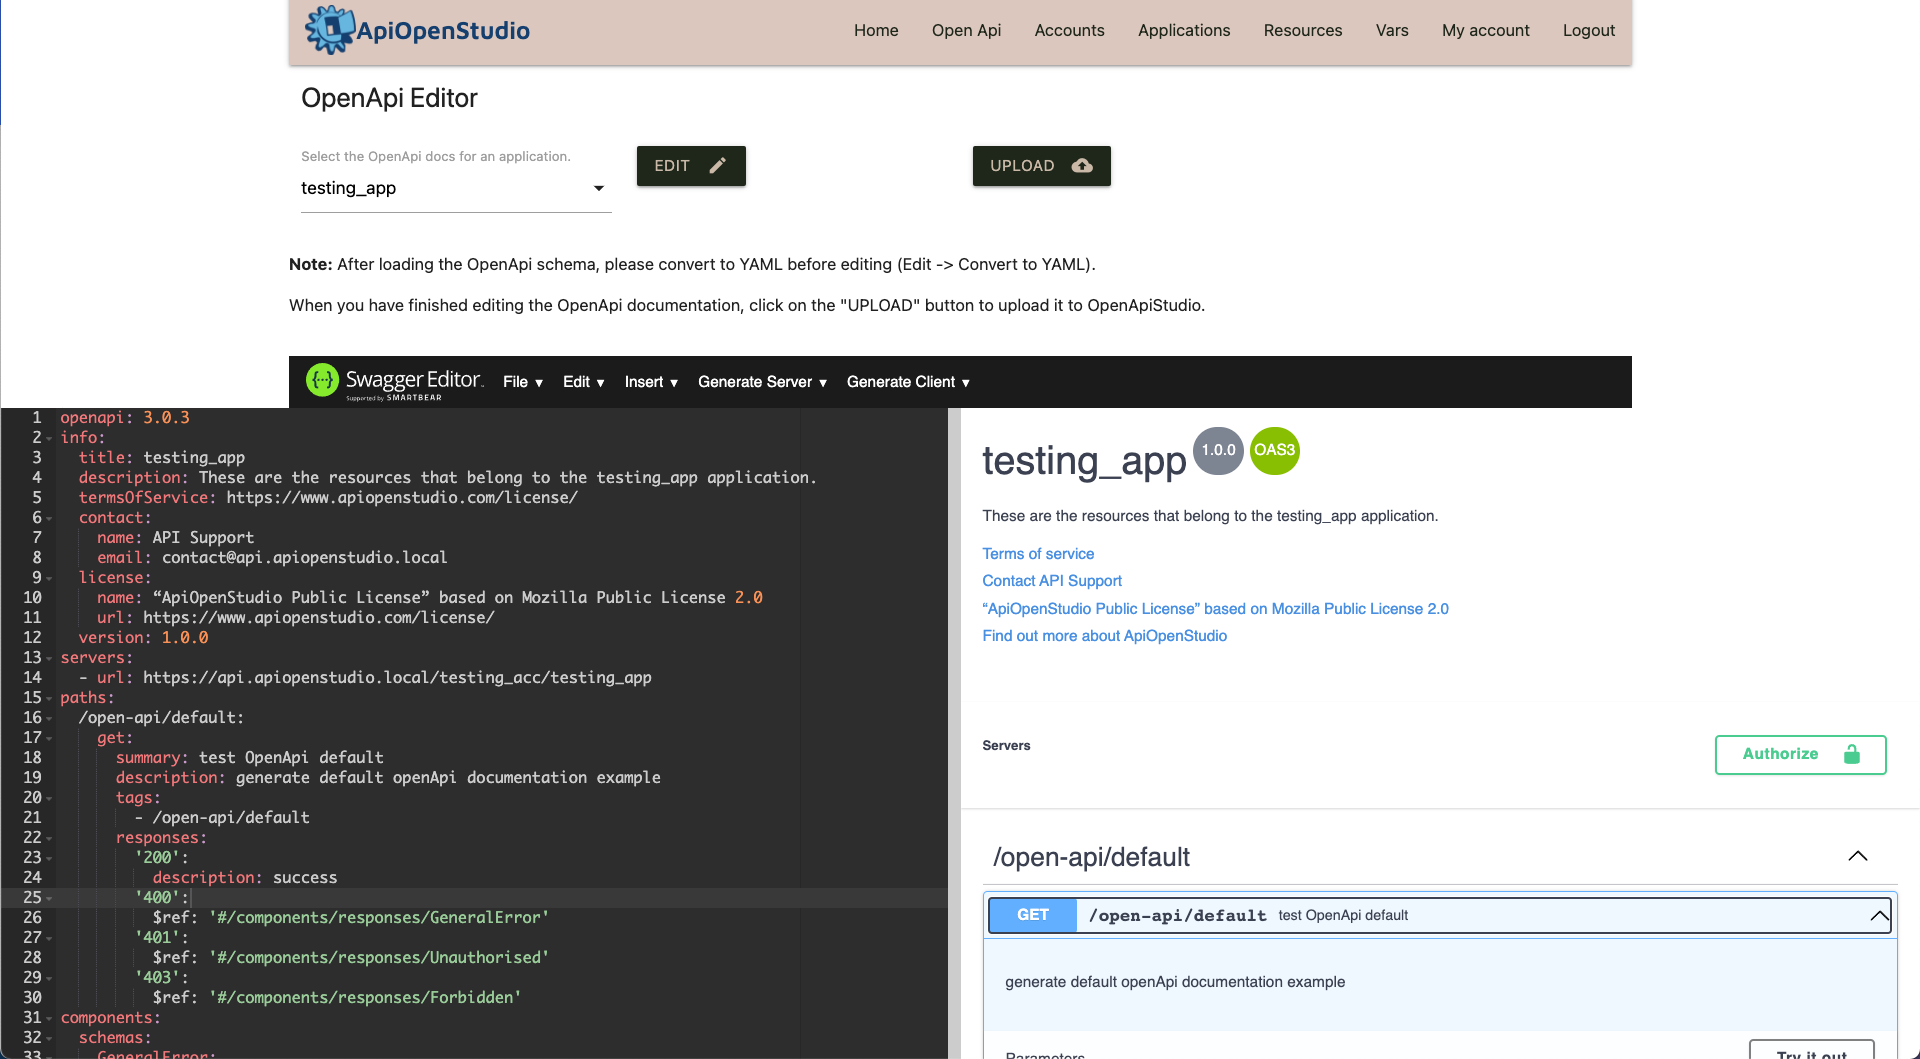 ApiOpenStudio
Home Open Api Accounts Applications Resources Vars My account Logout
OpenApi Editor
Select the OpenApi docs for an application.
testing_app
EDIT
UPLOAD
Note: After loading the OpenApi schema, please convert to YAML before editing (Edit -> Convert to YAML).
When you have finished editing the OpenApi documentation, click on the "UPLOAD" button to upload it to OpenApiStudio.
Swagger Editor
Supported by SMARTBEAR
File ▼ Edit ▼ Insert ▼ Generate Server ▼ Generate Client ▼
1 openapi: 3.0.3
2 info:
3 title: testing_app
4 description: These are the resources that belong to the testing_app application.
5 termsOfService: https://www.apiopenstudio.com/license/
6 contact:
7 name: API Support
8 email: contact@api.apiopenstudio.local
9 license:
10 name: “ApiOpenStudio Public License” based on Mozilla Public License 2.0
11 url: https://www.apiopenstudio.com/license/
12 version: 1.0.0
13 servers:
14 - url: https://api.apiopenstudio.local/testing_acc/testing_app
15 paths:
16 /open-api/default:
17 get:
18 summary: test OpenApi default
19 description: generate default openApi documentation example
20 tags:
21 - /open-api/default
22 responses:
23 '200':
24 description: success
25 '400':
26 $ref: '#/components/responses/GeneralError'
27 '401':
28 $ref: '#/components/responses/Unauthorised'
29 '403':
30 $ref: '#/components/responses/Forbidden'
31 components:
32 schemas:
33 GeneralError:
testing_app 1.0.0 OAS3
These are the resources that belong to the testing_app application.
Terms of service
Contact API Support
“ApiOpenStudio Public License” based on Mozilla Public License 2.0
Find out more about ApiOpenStudio
Servers
Authorize
/open-api/default
GET /open-api/default test OpenApi default
generate default openApi documentation example
Parameters
Try it out